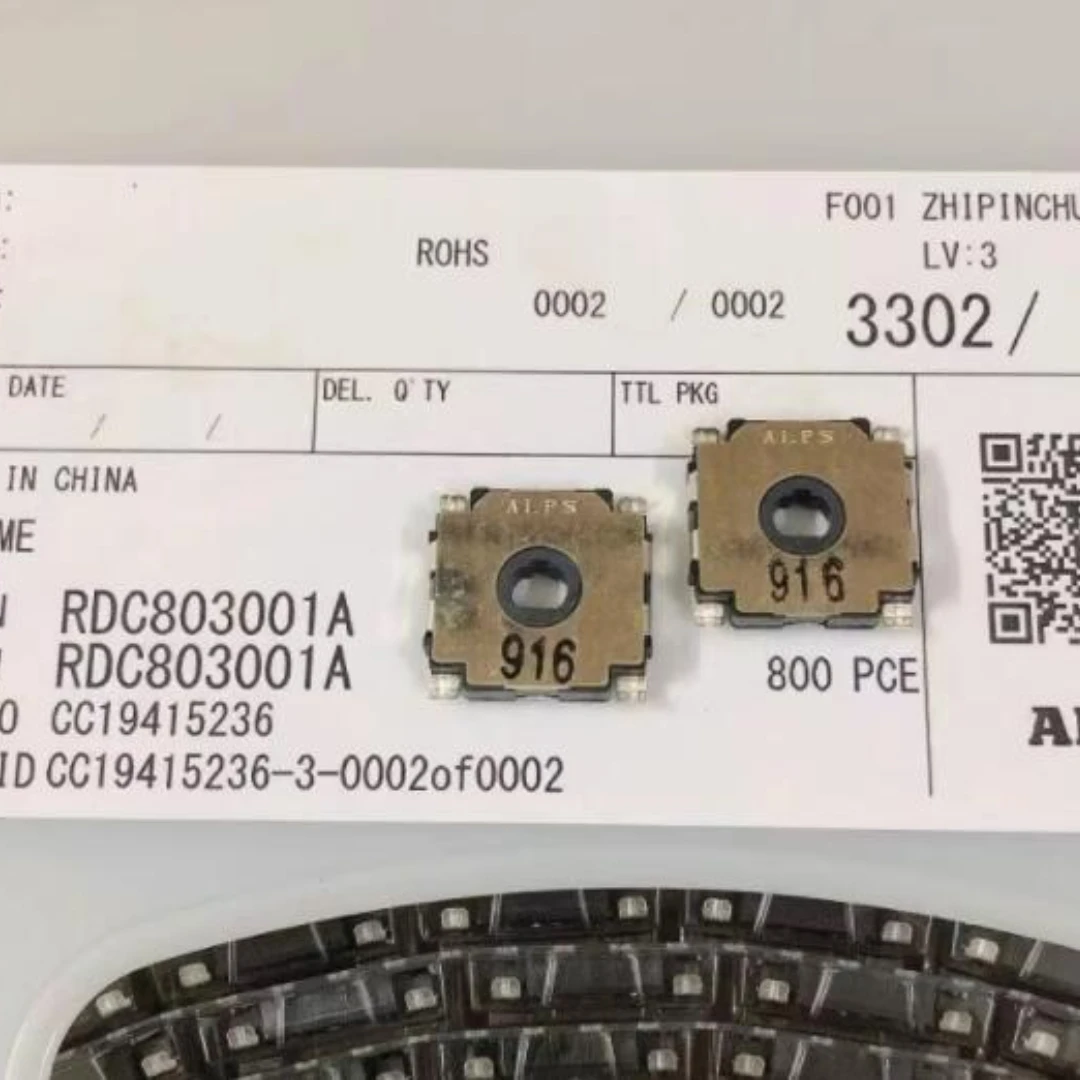 F001 ZHIPINCHU
ROHS
LV:3
0002 / 0002
3302 /
DATE
DEL. Q'TY
TTL PKG
/ /
IN CHINA
ME
RDC803001A
RDC803001A
800 PCE
O CC19415236
ID CC19415236-3-0002of0002
ALPS
916
ALPS
916